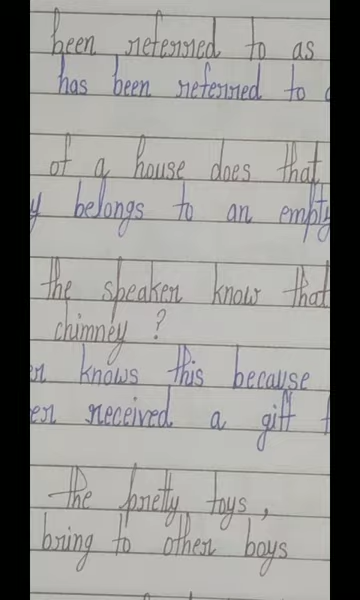 been referred to as
has been referred to
of a house does that
belongs to an empty
the speaker know that
chimney ?
knows this because
received a gift
the pretty toys ,
bring to other boys